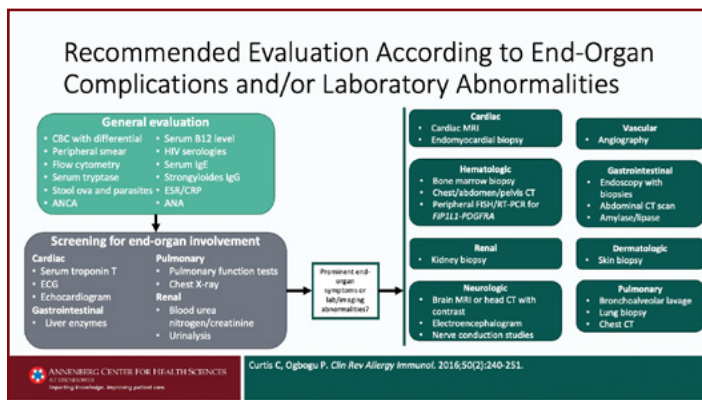 Recommended Evaluation According to End-Organ
Complications and/or Laboratory Abnormalities
General evaluation
• CBC with differential
• Peripheral smear
• Flow cytometry
• Serum tryptase
• Stool ova and parasites
• ANCA
• Serum B12 level
• HIV serologies
• Serum IgE
• Strongyloides IgG
• ESR/CRP
• ANA
Screening for end-organ involvement
Cardiac
• Serum troponin T
• ECG
• Echocardiogram
Gastrointestinal
• Liver enzymes
Pulmonary
• Pulmonary function tests
• Chest X-ray
Renal
• Blood urea
nitrogen/creatinine
• Urinalysis
Prominent end-
organ
symptoms or
lab/imaging
abnormalities?
Cardiac
• Cardiac MRI
• Endomyocardial biopsy
Hematologic
• Bone marrow biopsy
• Chest/abdomen/pelvis CT
• Peripheral FISH/RT-PCR for
FIP1L1-PDGFRA
Renal
• Kidney biopsy
Neurologic
• Brain MRI or head CT with
contrast
• Electroencephalogram
• Nerve conduction studies
Vascular
• Angiography
Gastrointestinal
• Endoscopy with
biopsies
• Abdominal CT scan
• Amylase/lipase
Dermatologic
• Skin biopsy
Pulmonary
• Bronchoalveolar lavage
• Lung biopsy
• Chest CT
ANNENBERG CENTER FOR HEALTH SCIENCES
AT EISENHOWER
Imparting knowledge. Improving patient care.
Curtis C, Ogbogu P. Clin Rev Allergy Immunol. 2016;50(2):240-251.